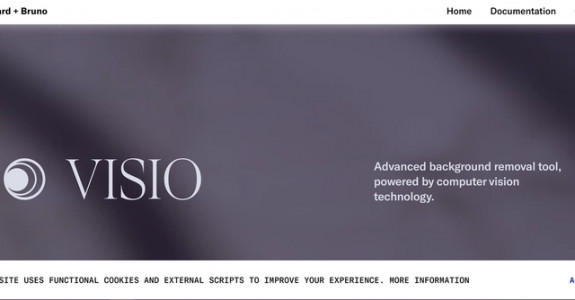 + Bruno
Home Documentation
VISIO
Advanced background removal tool,
powered by computer vision
technology.
SITE USES FUNCTIONAL COOKIES AND EXTERNAL SCRIPTS TO IMPROVE YOUR EXPERIENCE. MORE INFORMATION